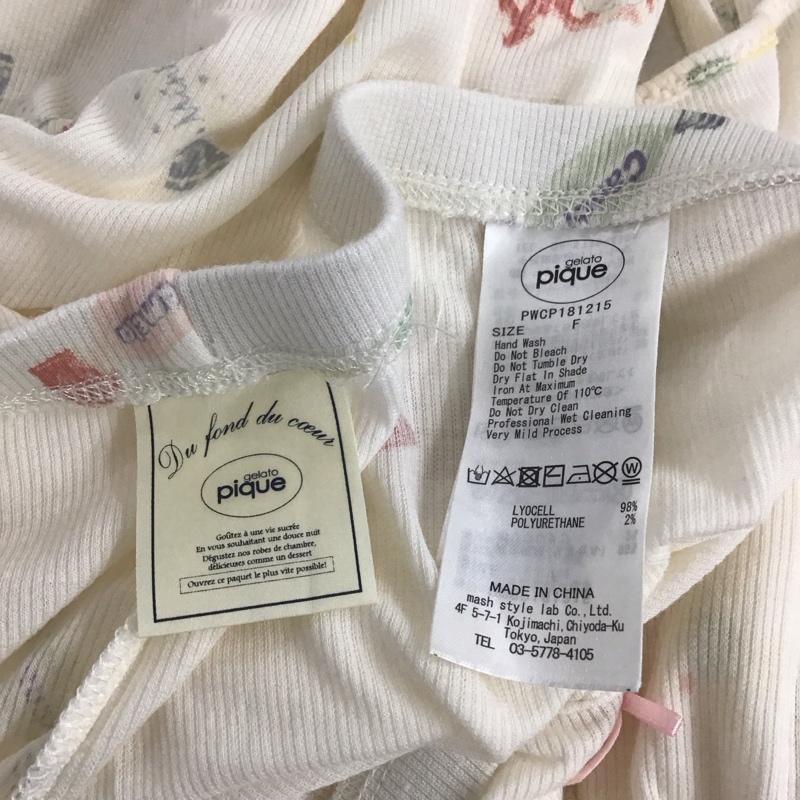 Du fond du cœur
gelato
pique
Goûtez à une vie sucrée
En vous souhaitant une douce nuit
Dégustez nos robes de chambre,
délicieuses comme un dessert
Ouvrez ce paquet le plus vite possible!
gelato
pique
PWCP181215
SIZE F
Hand Wash
Do Not Bleach
Do Not Tumble Dry
Dry Flat In Shade
Iron At Maximum
Temperature Of 110℃
Do Not Dry Clean
Professional Wet Cleaning
Very Mild Process
W
LYOCELL 98%
POLYURETHANE 2%
MADE IN CHINA
mash style lab Co., Ltd.
4F 5-7-1 Kojimachi, Chiyoda-Ku
Tokyo, Japan
TEL 03-5778-4105